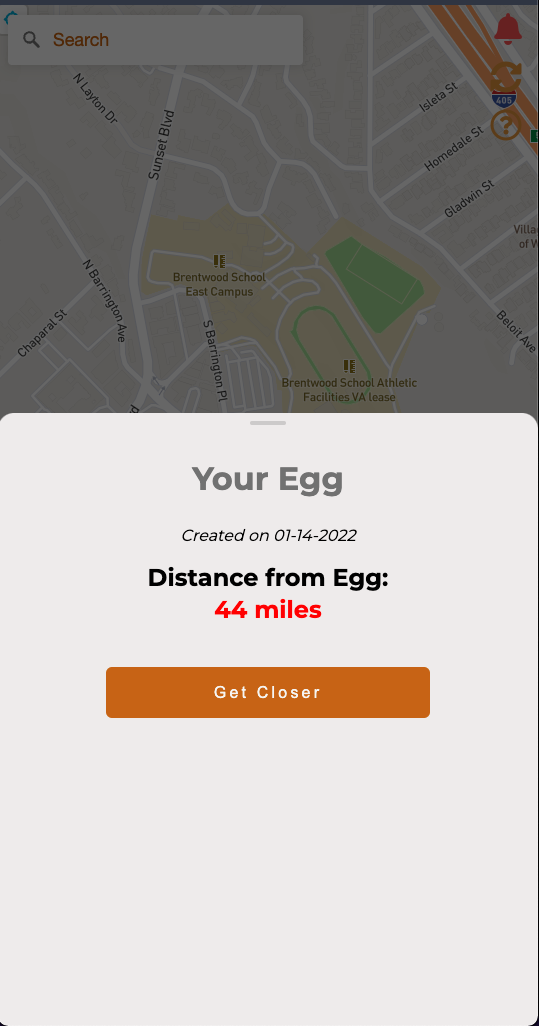 Search
N Layton Dr
Sunset Blvd
405
Isleta St
Homedale St
Gladwin St
Villa
of W
Brentwood School
East Campus
N Barrington Ave
Chaparal St
S Barrington Pl
Beloit Ave
Brentwood School Athletic
Facilities VA lease
Your Egg
Created on 01-14-2022
Distance from Egg:
44 miles
Get Closer